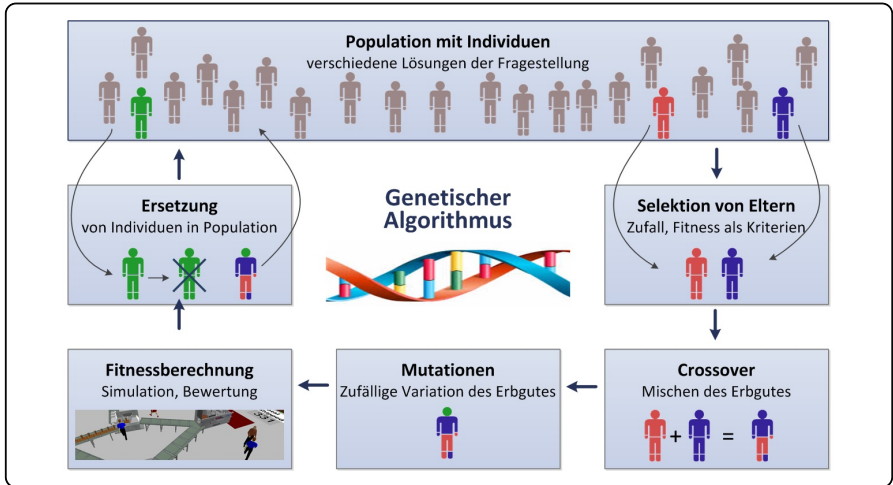 Population mit Individuen
verschiedene Lösungen der Fragestellung
Ersetzung
von Individuen in Population
Genetischer
Algorithmus
Selektion von Eltern
Zufall, Fitness als Kriterien
Fitnessberechnung
Simulation, Bewertung
Mutationen
Zufällige Variation des Erbgutes
Crossover
Mischen des Erbgutes
+ =